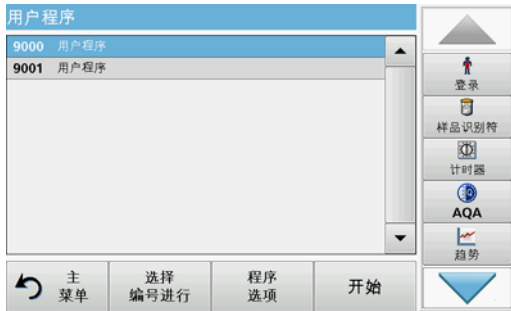 用户程序
9000 用户程序
9001 用户程序
登录
样品识别符
计时器
AQA
趋势
主
菜单
选择
编号进行
程序
选项
开始